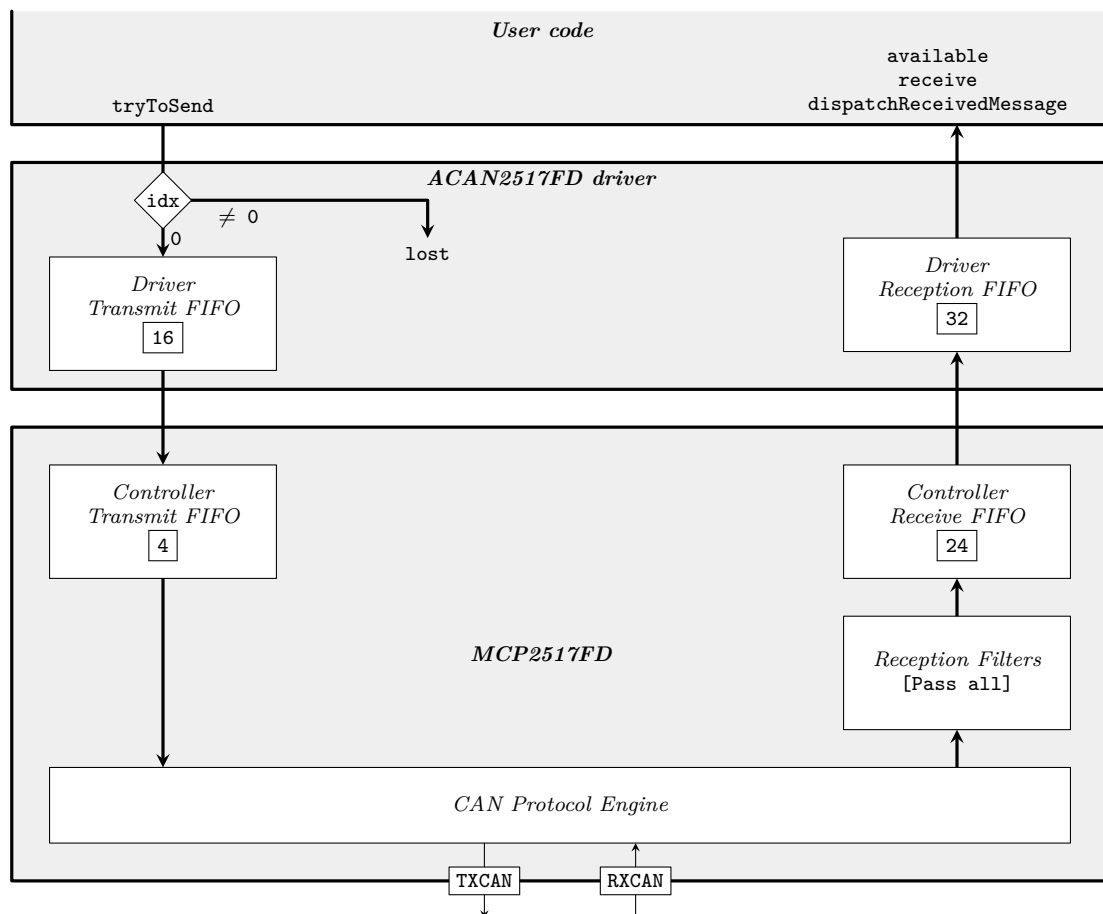 User code
available
receive
tryToSend
dispatchReceivedMessage
ACAN2517FD driver
idx
≠ 0
0
lost
Driver
Transmit FIFO
16
Driver
Reception FIFO
32
Controller
Transmit FIFO
4
Controller
Receive FIFO
24
MCP2517FD
Reception Filters
[Pass all]
CAN Protocol Engine
TXCAN
RXCAN